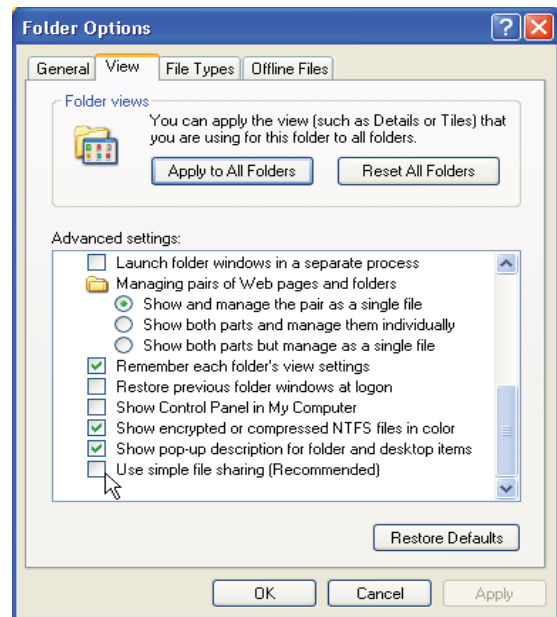 Folder Options
General View File Types Offline Files
Folder views
You can apply the view (such as Details or Tiles) that
you are using for this folder to all folders.
Apply to All Folders Reset All Folders
Advanced settings:
Launch folder windows in a separate process
Managing pairs of Web pages and folders
Show and manage the pair as a single file
Show both parts and manage them individually
Show both parts but manage as a single file
Remember each folder's view settings
Restore previous folder windows at logon
Show Control Panel in My Computer
Show encrypted or compressed NTFS files in color
Show pop-up description for folder and desktop items
Use simple file sharing (Recommended)
Restore Defaults
OK Cancel Apply